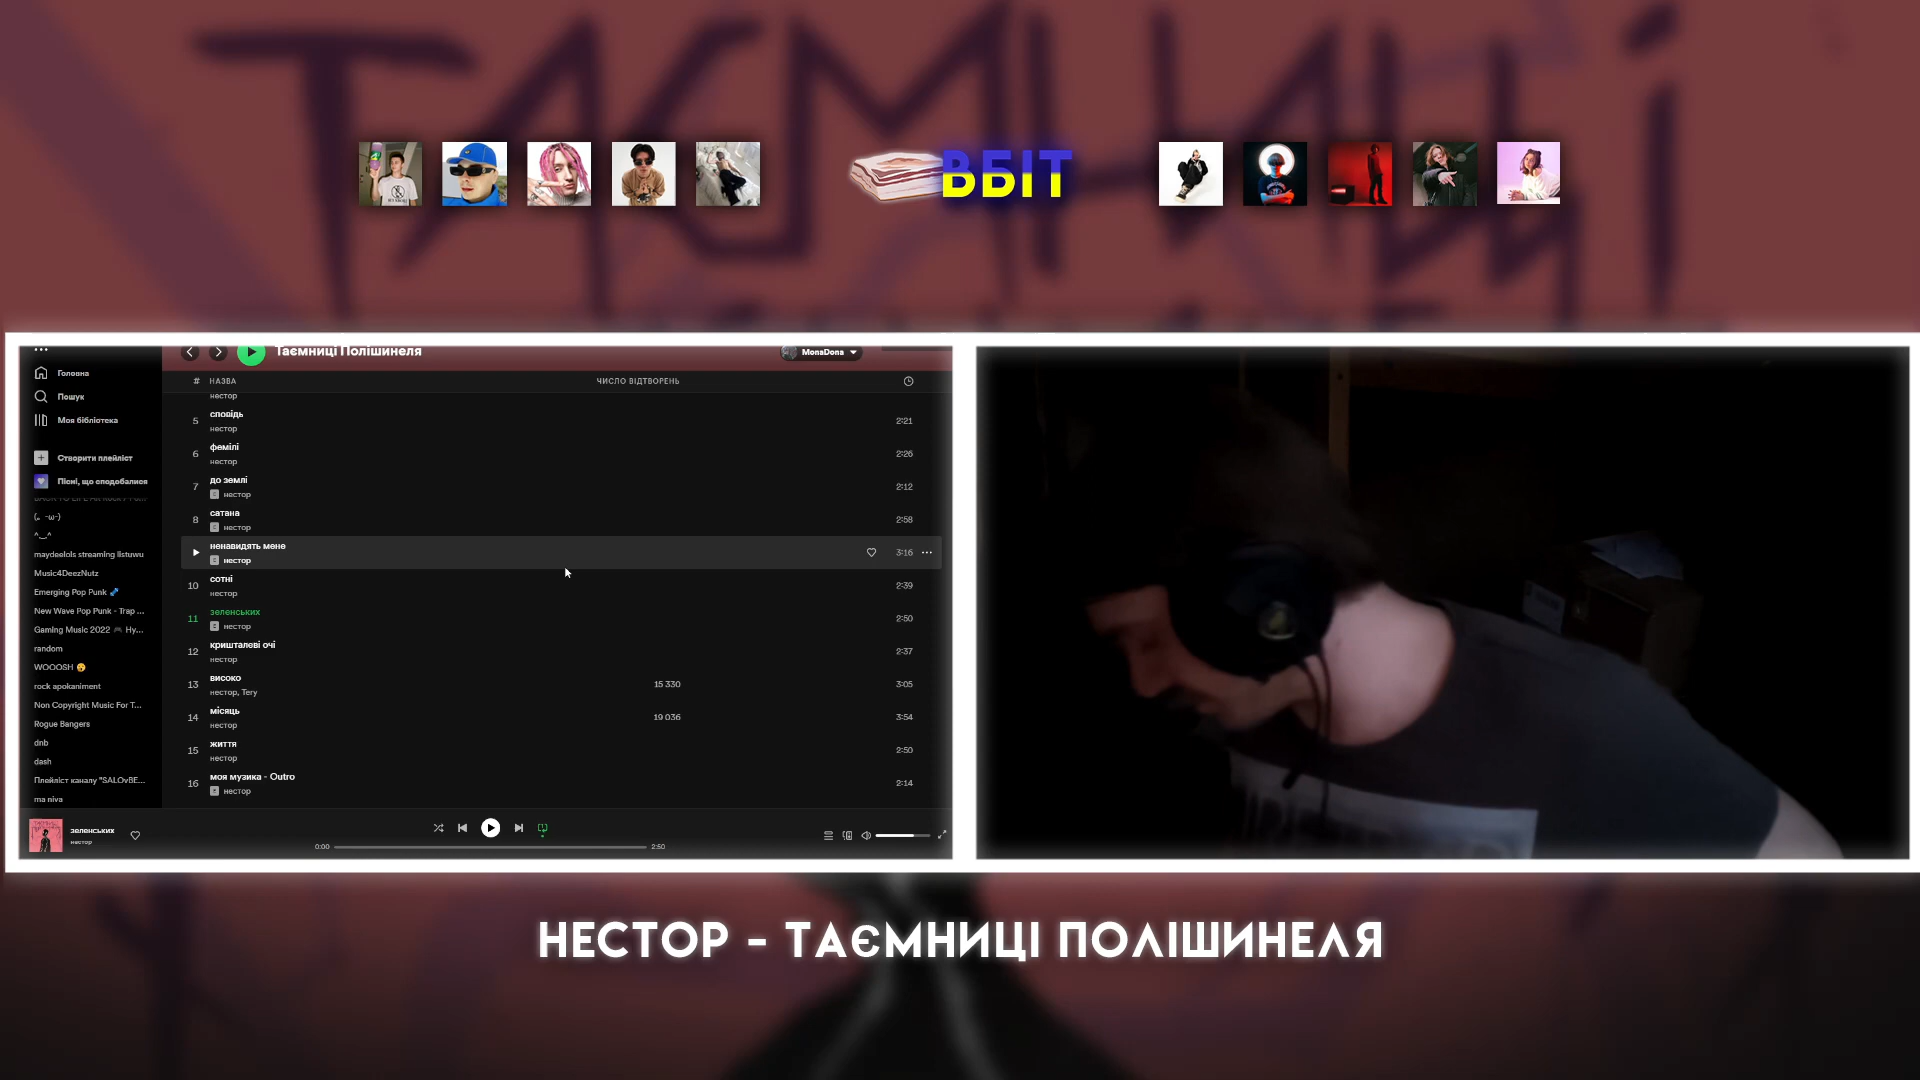 ТАЄМНИЦІ
ВБІТ
Таємниці Полішинеля
MonaDona
Головна
Пошук
Моя бібліотека
Створити плейліст
Пісні, що сподобалися
(。-ω-)
^‿^
maydeelols streaming listuwu
Music4DeezNutz
Emerging Pop Punk
New Wave Pop Punk - Trap ...
Gaming Music 2022 🎮 Hy...
random
WOOOSH 😮
rock apokaniment
Non Copyright Music For T...
Rogue Bangers
dnb
dash
Плейліст каналу "SALOvBE...
ma niva
# НАЗВА ЧИСЛО ВІДТВОРЕНЬ
нестор
5 сповідь 2:21
нестор
6 фемілі 2:26
нестор
7 до землі 2:12
E нестор
8 сатана 2:58
E нестор
ненавидять мене 3:16
E нестор
10 сотні 2:39
нестор
11 зеленських 2:50
E нестор
12 кришталеві очі 2:37
нестор
13 високо 15 330 3:05
нестор, Tery
14 місяць 19 036 3:54
нестор
15 життя 2:50
нестор
16 моя музика - Outro 2:14
E нестор
зеленських
нестор
0:00 2:50
НЕСТОР - ТАЄМНИЦІ ПОЛІШИНЕЛЯ